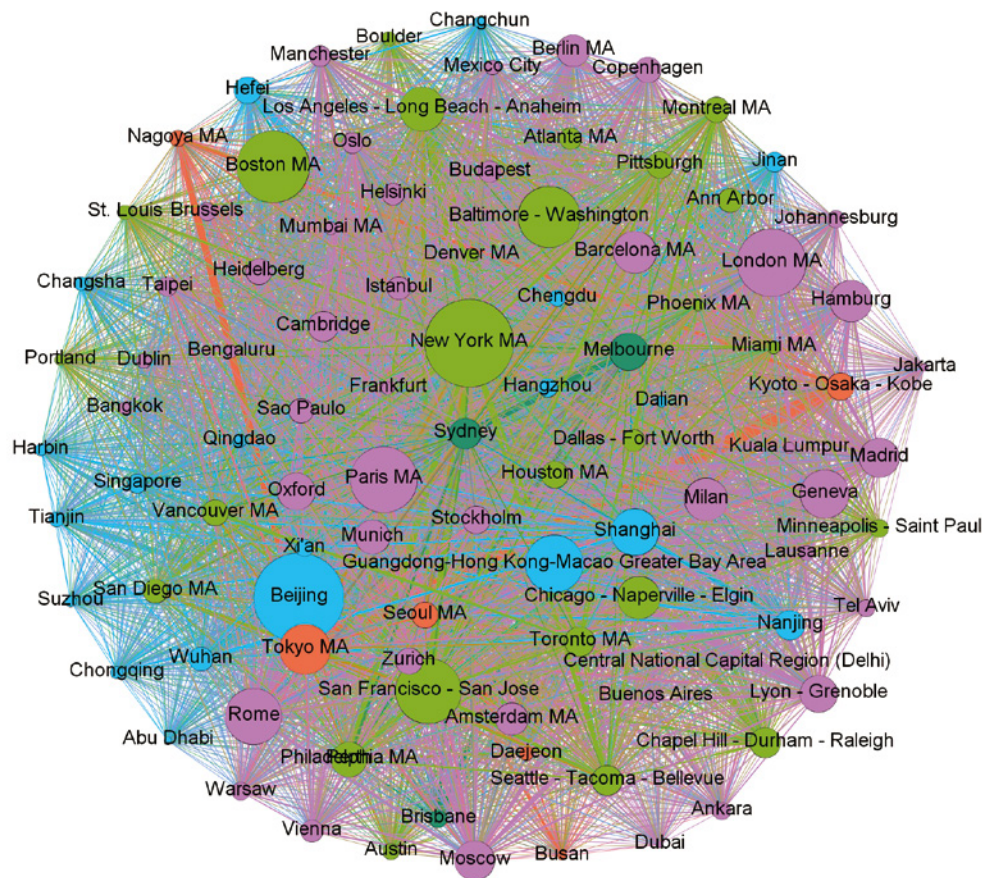 Changchun
Boulder
Manchester
Berlin MA
Mexico City
Copenhagen
Hefei
Los Angeles - Long Beach - Anaheim
Montreal MA
Nagoya MA
Oslo
Atlanta MA
Boston MA
Budapest
Pittsburgh
Jinan
Helsinki
Ann Arbor
St. Louis
Brussels
Mumbai MA
Baltimore - Washington
Johannesburg
Denver MA
Barcelona MA
London MA
Heidelberg
Changsha
Taipei
Istanbul
Chengdu
Phoenix MA
Hamburg
Cambridge
New York MA
Melbourne
Miami MA
Portland
Dublin
Bengaluru
Jakarta
Frankfurt
Hangzhou
Kyoto - Osaka - Kobe
Bangkok
Sao Paulo
Dalian
Sydney
Qingdao
Dallas - Fort Worth
Kuala Lumpur
Harbin
Madrid
Singapore
Oxford
Paris MA
Houston MA
Milan
Geneva
Tianjin
Vancouver MA
Stockholm
Shanghai
Minneapolis - Saint Paul
Munich
Xi'an
Lausanne
Guangdong-Hong Kong-Macao Greater Bay Area
San Diego MA
Beijing
Chicago - Naperville - Elgin
Suzhou
Tel Aviv
Seoul MA
Nanjing
Tokyo MA
Toronto MA
Wuhan
Zurich
Central National Capital Region (Delhi)
Chongqing
San Francisco - San Jose
Buenos Aires
Lyon - Grenoble
Rome
Amsterdam MA
Abu Dhabi
Chapel Hill - Durham - Raleigh
Philadelphia MA
Perth
Daejeon
Seattle - Tacoma - Bellevue
Warsaw
Ankara
Brisbane
Vienna
Dubai
Austin
Moscow
Busan